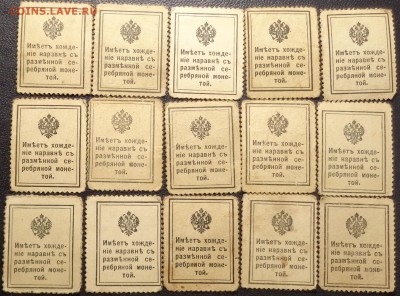 COINS.LAVE.RU
Имѣетъ хожде- Имѣетъ хожде- Имѣетъ хожде- Имѣетъ хожде- Имѣетъ хожде-
ніе наравнѣ съ ніе наравнѣ съ ніе наравнѣ съ ніе наравнѣ съ ніе наравнѣ съ
размѣнной се- размѣнной се- размѣнной се- размѣнной се- размѣнной се-
ребряной моне- ребряной моне- ребряной моне- ребряной моне- ребряной моне-
той. той. той. той. той.
Имѣетъ хожде- Имѣетъ хожде- Имѣетъ хожде- Имѣетъ хожде- Имѣетъ хожде-
ніе наравнѣ съ ніе наравнѣ съ ніе наравнѣ съ ніе наравнѣ съ ніе наравнѣ съ
размѣнной се- размѣнной се- размѣнной се- размѣнной се- размѣнной се-
ребряной моне- ребряной моне- ребряной моне- ребряной моне- ребряной моне-
той. той. той. той. той.
Имѣетъ хожде- Имѣетъ хожде- Имѣетъ хожде- Имѣетъ хожде- Имѣетъ хожде-
ніе наравнѣ съ ніе наравнѣ съ ніе наравнѣ съ ніе наравнѣ съ ніе наравнѣ съ
размѣнной се- размѣнной се- размѣнной се- размѣнной се- размѣнной се-
ребряной моне- ребряной моне- ребряной моне- ребряной моне- ребряной моне-
той. той. той. той. той.